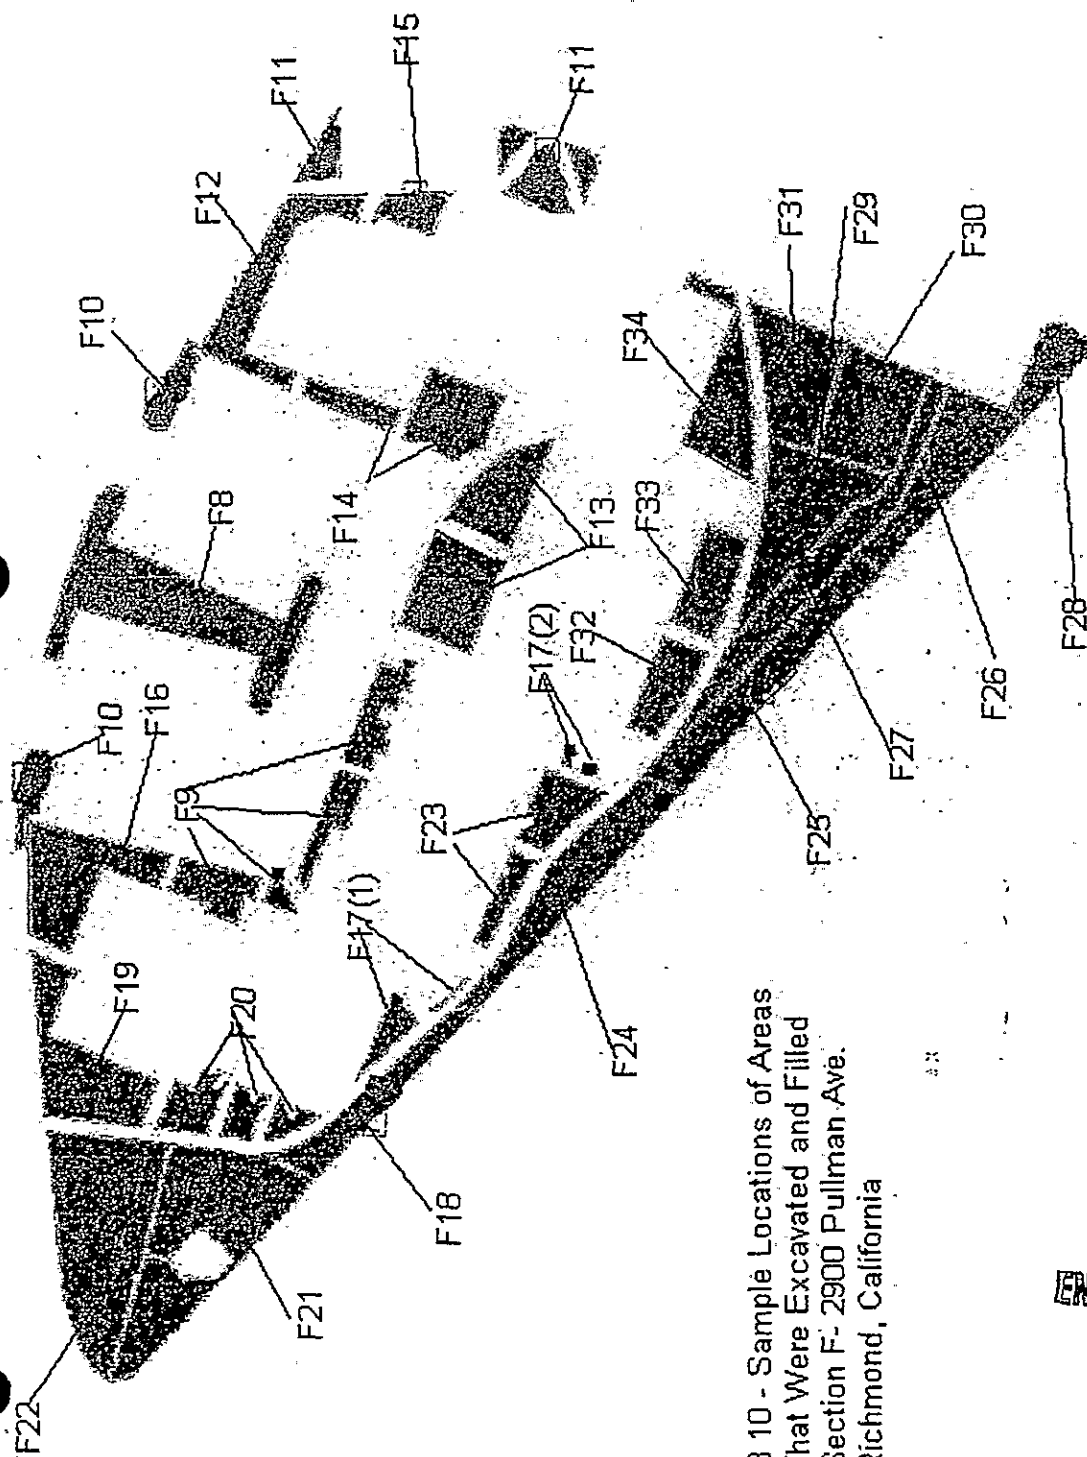 F22
F21
F18
F19
F20
F17(1)
F24
F23
F9
F16
F10
F17(2)
F32
F25
F27
F26
F28
F8
F14
F13
F33
F34
F10
F12
F11
F15
F11
F31
F29
F30
10 - Sample Locations of Areas
That Were Excavated and Filled
Section F- 2900 Pullman Ave.
Richmond, California